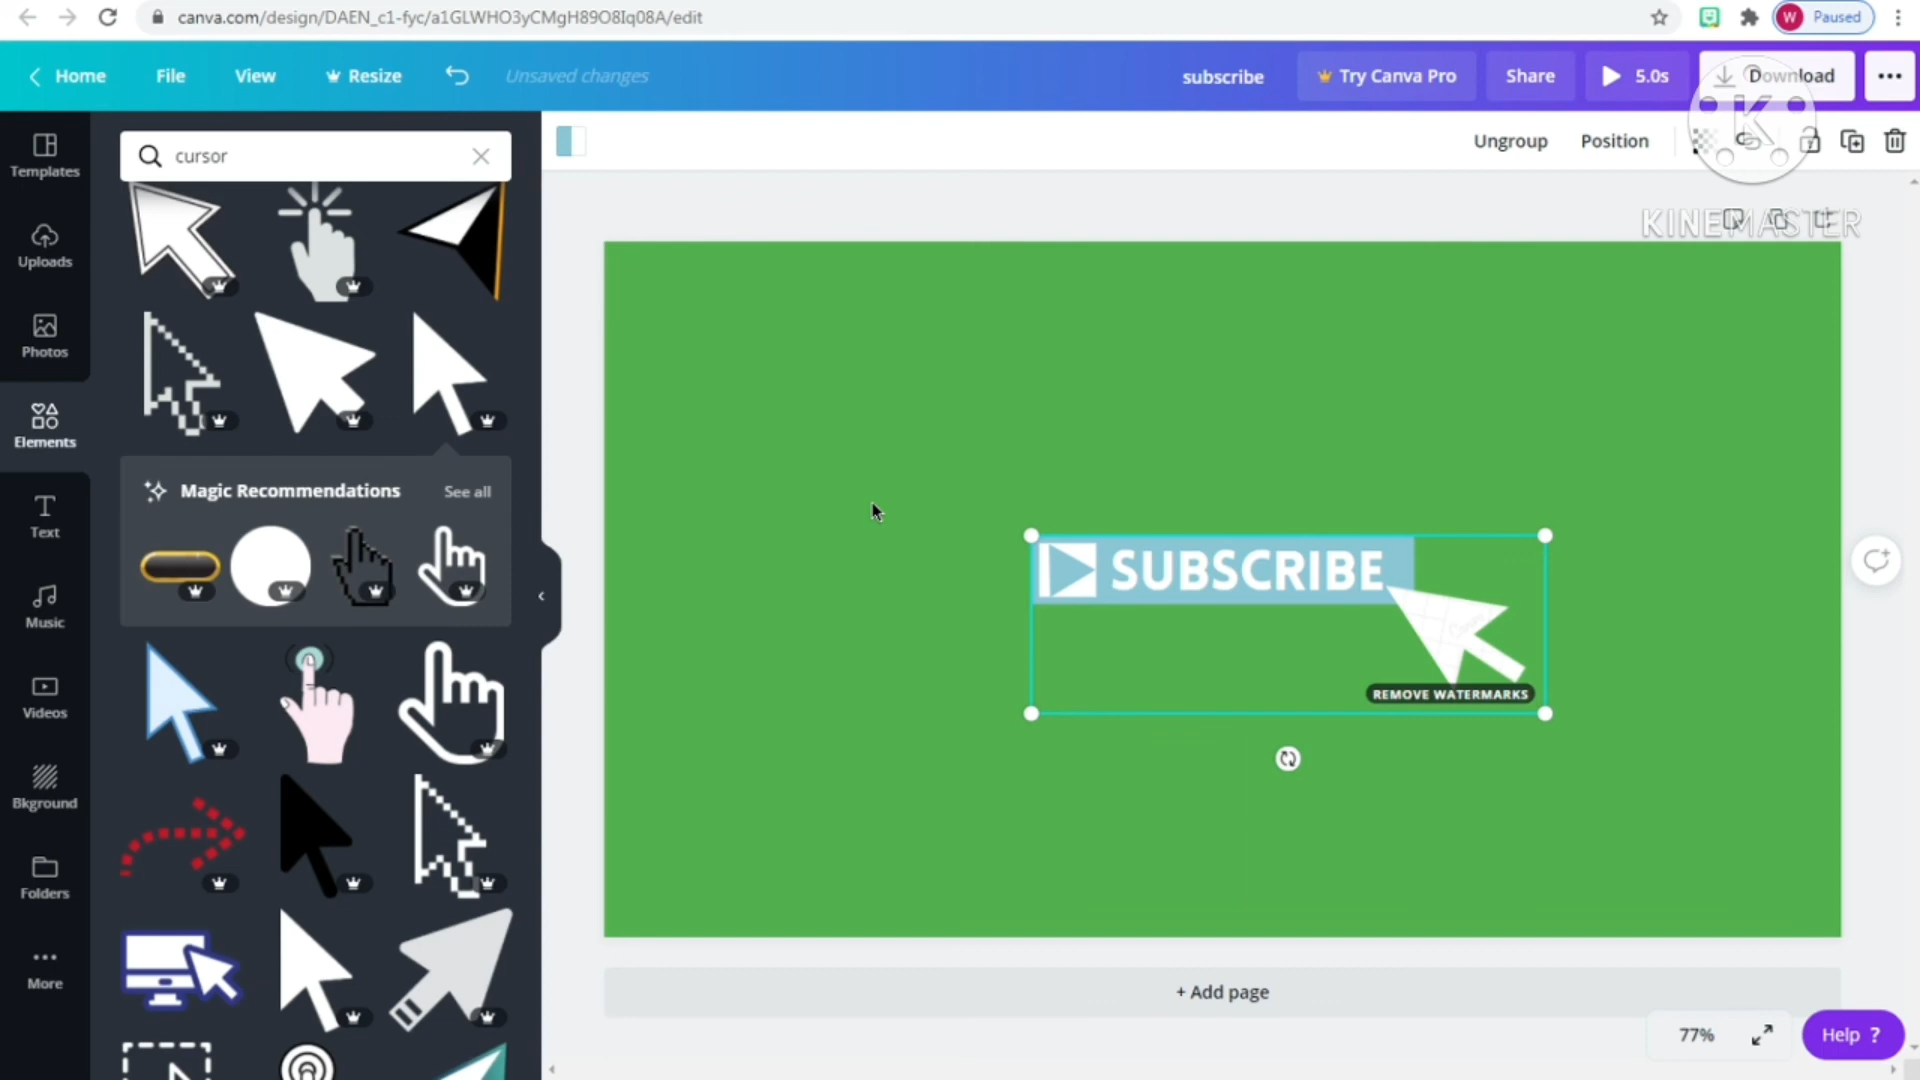 canva.com/design/DAEN_c1-fyc/a1GLWHO3yCMgH89O8Iq08A/edit
W Paused
Home File View Resize Unsaved changes subscribe Try Canva Pro Share 5.0s Download
K
KINEMASTER
Ungroup Position
cursor
Templates
Uploads
Photos
Elements
Text
Music
Videos
Bkground
Folders
More
Magic Recommendations See all
SUBSCRIBE
Canva
REMOVE WATERMARKS
+ Add page
77%
Help ?